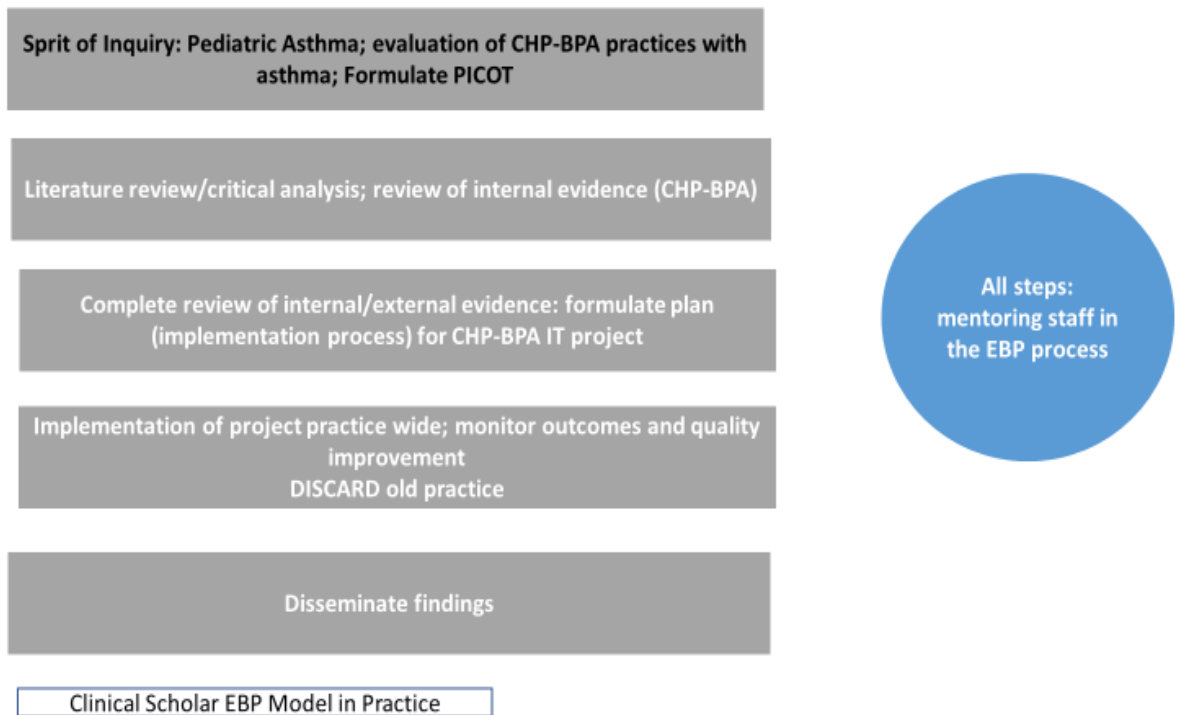 Sprit of Inquiry: Pediatric Asthma; evaluation of CHP-BPA practices with
asthma; Formulate PICOT
Literature review/critical analysis; review of internal evidence (CHP-BPA)
Complete review of internal/external evidence: formulate plan
(implementation process) for CHP-BPA IT project
Implementation of project practice wide; monitor outcomes and quality
improvement
DISCARD old practice
Disseminate findings
All steps:
mentoring staff in
the EBP process
Clinical Scholar EBP Model in Practice